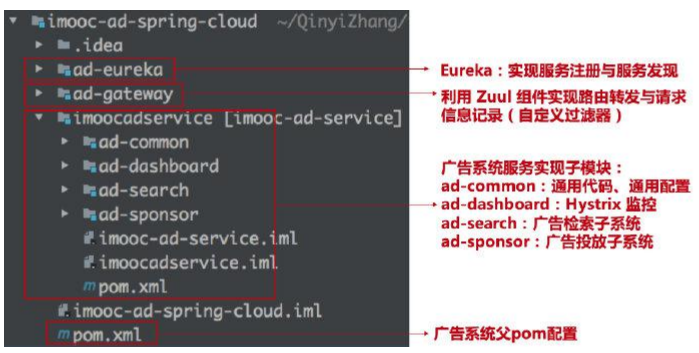 imooc-ad-spring-cloud ~/QinyiZhang/
.idea
ad-eureka
ad-gateway
imoocadservice [imooc-ad-service]
ad-common
ad-dashboard
ad-search
ad-sponsor
imooc-ad-service.iml
imoocadservice.iml
m pom.xml
imooc-ad-spring-cloud.iml
m pom.xml
Eureka：实现服务注册与服务发现
利用 Zuul 组件实现路由转发与请求
信息记录（自定义过滤器）
广告系统服务实现子模块：
ad-common：通用代码、通用配置
ad-dashboard：Hystrix 监控
ad-search：广告检索子系统
ad-sponsor：广告投放子系统
广告系统父pom配置